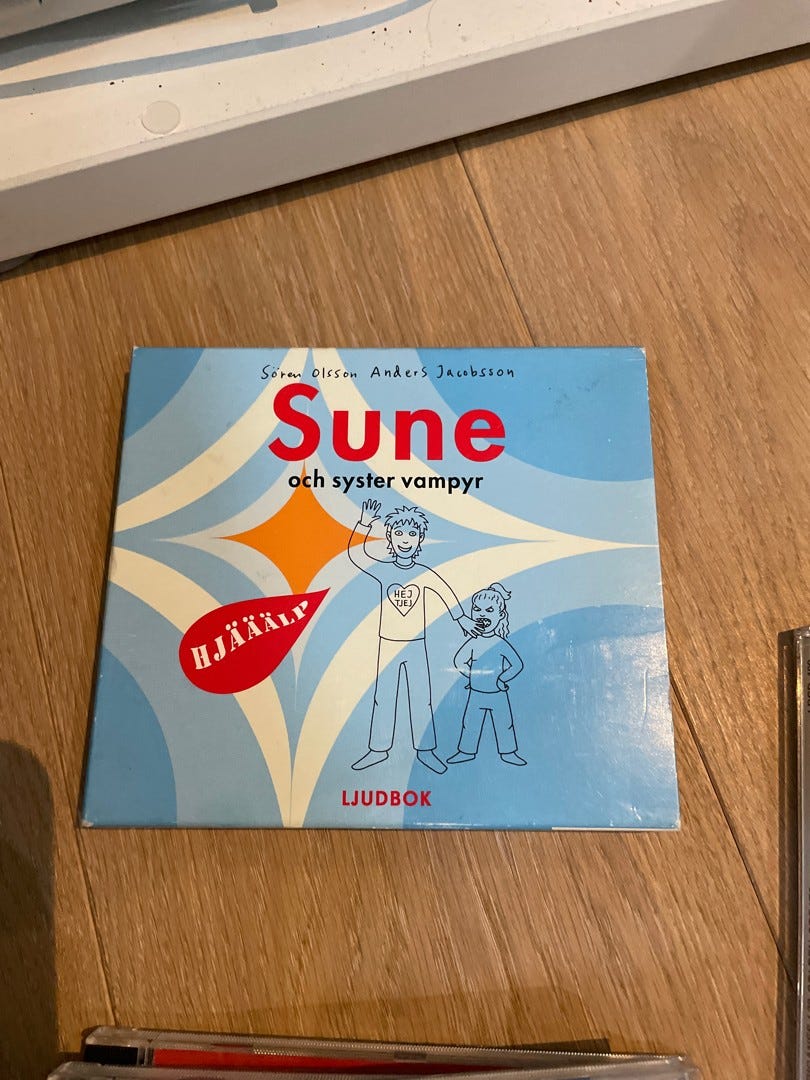 Sören Olsson Anders Jacobsson
Sune
och syster vampyr
HEJ
TJEJ
HJÄÄÄLP
LJUDBOK